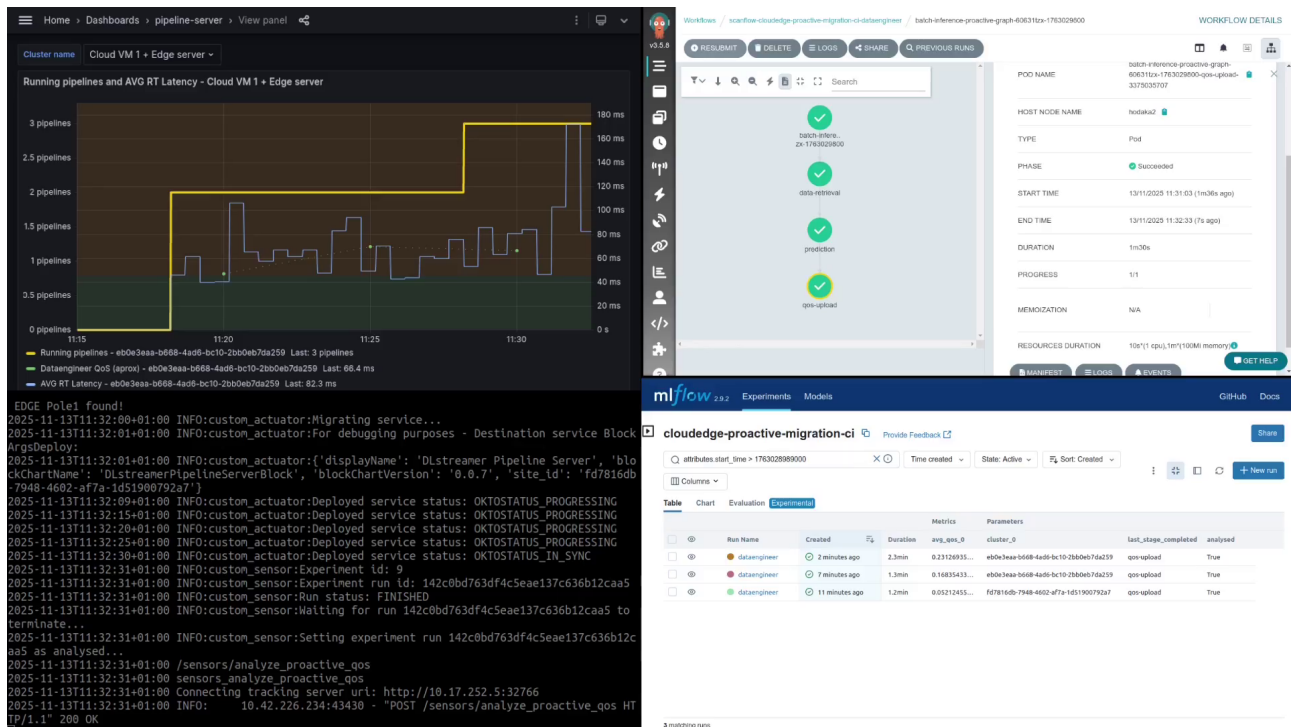 Home › Dashboards › pipeline-server › View panel
Cluster name Cloud VM 1 + Edge server
Running pipelines and AVG RT Latency - Cloud VM 1 + Edge server
3 pipelines
2.5 pipelines
2 pipelines
1.5 pipelines
1 pipelines
0.5 pipelines
0 pipelines
180 ms
160 ms
140 ms
120 ms
100 ms
80 ms
60 ms
40 ms
20 ms
0 s
11:15 11:20 11:25 11:30
Running pipelines - eb0e3eaa-b668-4ad6-bc10-2bb0eb7da259 Last: 3 pipelines
Dataengineer QoS (aprox) - eb0e3eaa-b668-4ad6-bc10-2bb0eb7da259 Last: 66.4 ms
AVG RT Latency - eb0e3eaa-b668-4ad6-bc10-2bb0eb7da259 Last: 82.3 ms
v3.5.8
Workflows / scanflow-cloudedge-proactive-migration-ci-dataengineer / batch-inference-proactive-graph-60631tzx-1763029800
WORKFLOW DETAILS
RESUBMIT DELETE LOGS SHARE PREVIOUS RUNS
Search
batch-infere..
zx-1763029800
data-retrieval
prediction
qos-upload
POD NAME
batch-inference-proactive-graph-
60631tzx-1763029800-qos-upload-
3375035707
HOST NODE NAME hodaka2
TYPE Pod
PHASE Succeeded
START TIME 13/11/2025 11:31:03 (1m36s ago)
END TIME 13/11/2025 11:32:33 (7s ago)
DURATION 1m30s
PROGRESS 1/1
MEMOIZATION N/A
RESOURCES DURATION 10s*(1 cpu),1m*(100Mi memory)
GET HELP
MANIFEST LOGS EVENTS
EDGE Pole1 found!
2025-11-13T11:32:00+01:00 INFO:custom_actuator:Migrating service...
2025-11-13T11:32:01+01:00 INFO:custom_actuator:For debugging purposes - Destination service Block
ArgsDeploy:
2025-11-13T11:32:01+01:00 INFO:custom_actuator:{'displayName': 'DLstreamer Pipeline Server', 'blo
ckChartName': 'DLstreamerPipelineServerBlock', 'blockChartVersion': '0.0.7', 'site_id': 'fd7816db
-7948-4602-af7a-1d51900792a7'}
2025-11-13T11:32:09+01:00 INFO:custom_actuator:Deployed service status: OKTOSTATUS_PROGRESSING
2025-11-13T11:32:15+01:00 INFO:custom_actuator:Deployed service status: OKTOSTATUS_PROGRESSING
2025-11-13T11:32:20+01:00 INFO:custom_actuator:Deployed service status: OKTOSTATUS_PROGRESSING
2025-11-13T11:32:25+01:00 INFO:custom_actuator:Deployed service status: OKTOSTATUS_PROGRESSING
2025-11-13T11:32:30+01:00 INFO:custom_actuator:Deployed service status: OKTOSTATUS_IN_SYNC
2025-11-13T11:32:31+01:00 INFO:custom_sensor:Experiment id: 9
2025-11-13T11:32:31+01:00 INFO:custom_sensor:Experiment run id: 142c0bd763df4c5eae137c636b12caa5
2025-11-13T11:32:31+01:00 INFO:custom_sensor:Run status: FINISHED
2025-11-13T11:32:31+01:00 INFO:custom_sensor:Waiting for run 142c0bd763df4c5eae137c636b12caa5 to
terminate...
2025-11-13T11:32:31+01:00 INFO:custom_sensor:Setting experiment run 142c0bd763df4c5eae137c636b12c
aa5 as analysed...
2025-11-13T11:32:31+01:00 /sensors/analyze_proactive_qos
2025-11-13T11:32:31+01:00 sensors_analyze_proactive_qos
2025-11-13T11:32:31+01:00 Connecting tracking server uri: http://10.17.252.5:32766
2025-11-13T11:32:31+01:00 INFO: 10.42.226.234:43430 - "POST /sensors/analyze_proactive_qos HT
TP/1.1" 200 OK
mlflow 2.9.2 Experiments Models GitHub Docs
cloudedge-proactive-migration-ci Provide Feedback Share
attributes.start_time > 1763028989000 Time created State: Active Sort: Created
+ New run
Columns
Table Chart Evaluation Experimental
Metrics Parameters
Run Name Created Duration avg_qos_0 cluster_0 last_stage_completed analysed
dataengineer 2 minutes ago 2.3min 0.23126935... eb0e3eaa-b668-4ad6-bc10-2bb0eb7da259 qos-upload True
dataengineer 7 minutes ago 1.3min 0.16835433... eb0e3eaa-b668-4ad6-bc10-2bb0eb7da259 qos-upload True
dataengineer 11 minutes ago 1.2min 0.05212455... fd7816db-7948-4602-af7a-1d51900792a7 qos-upload True
3 matching runs